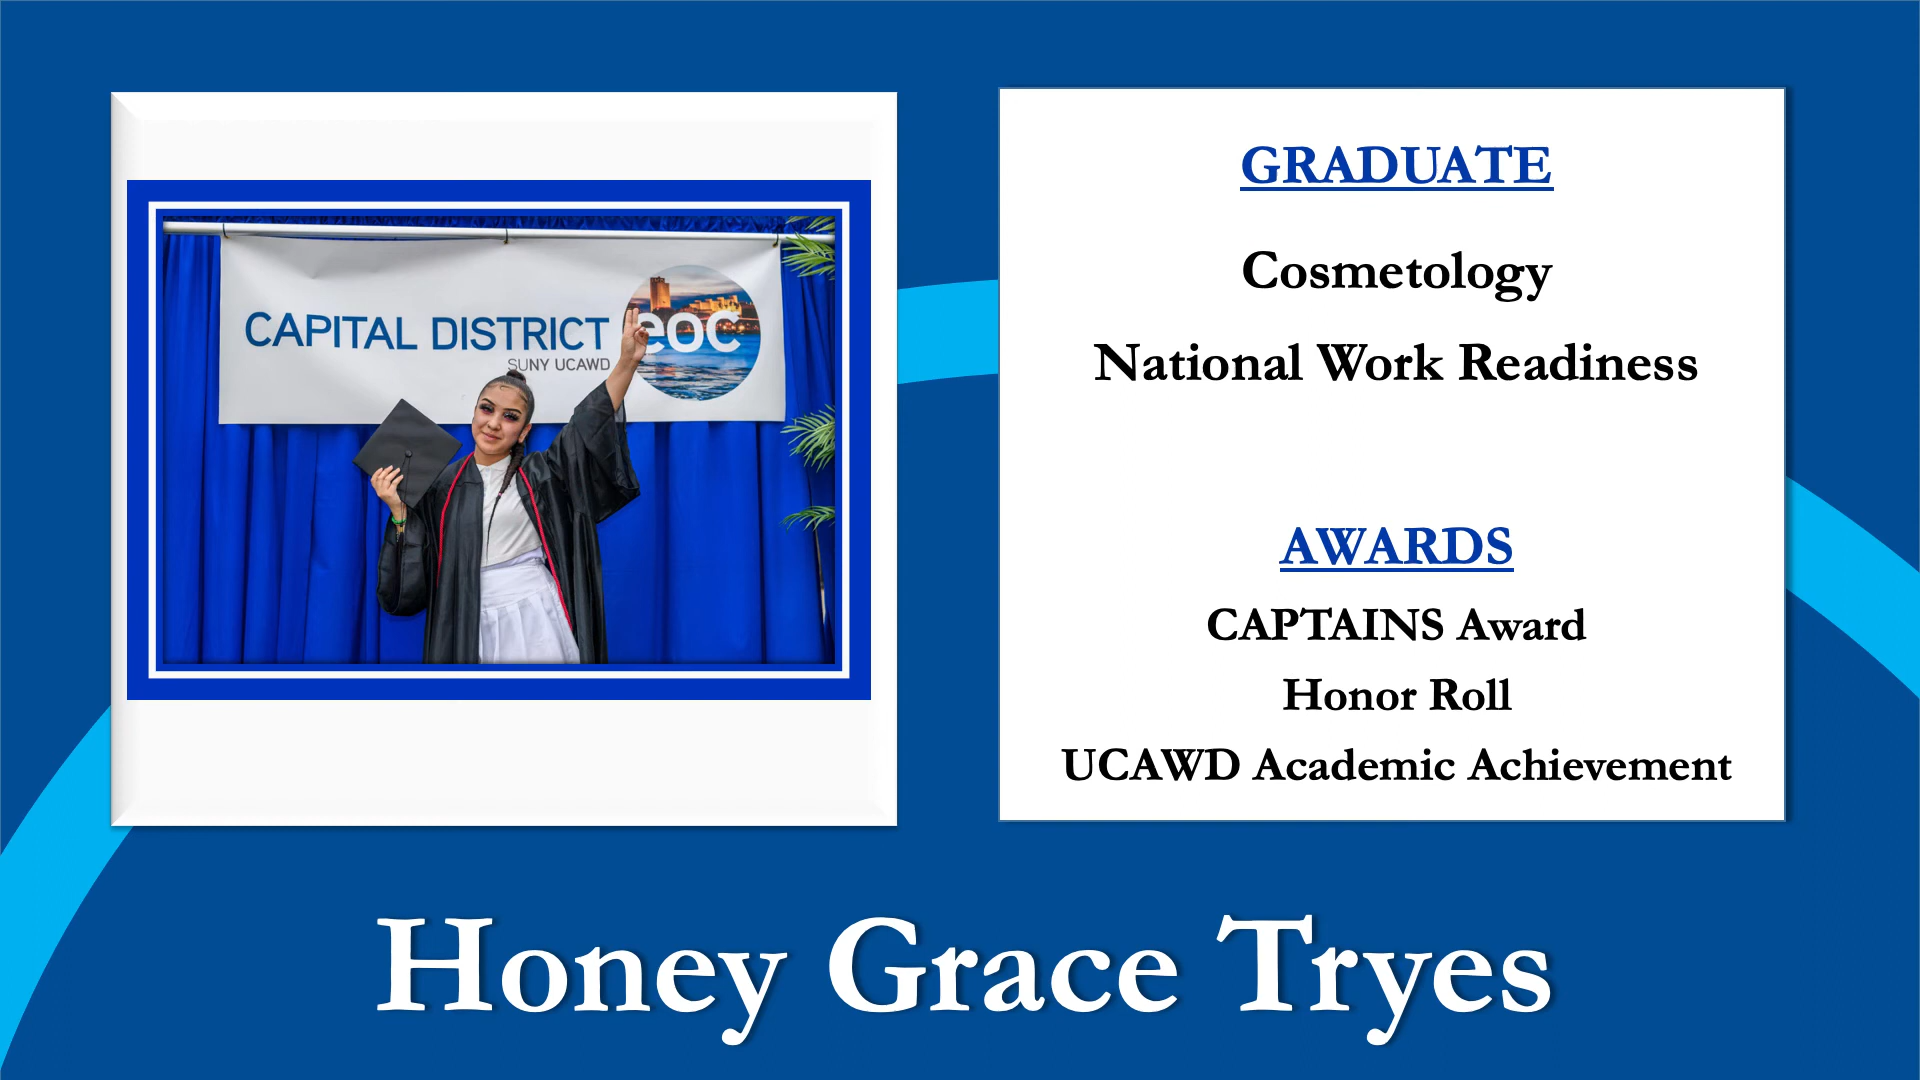 CAPITAL DISTRICT
eoc
SUNY UCAWD
GRADUATE
Cosmetology
National Work Readiness
AWARDS
CAPTAINS Award
Honor Roll
UCAWD Academic Achievement
Honey Grace Tryes